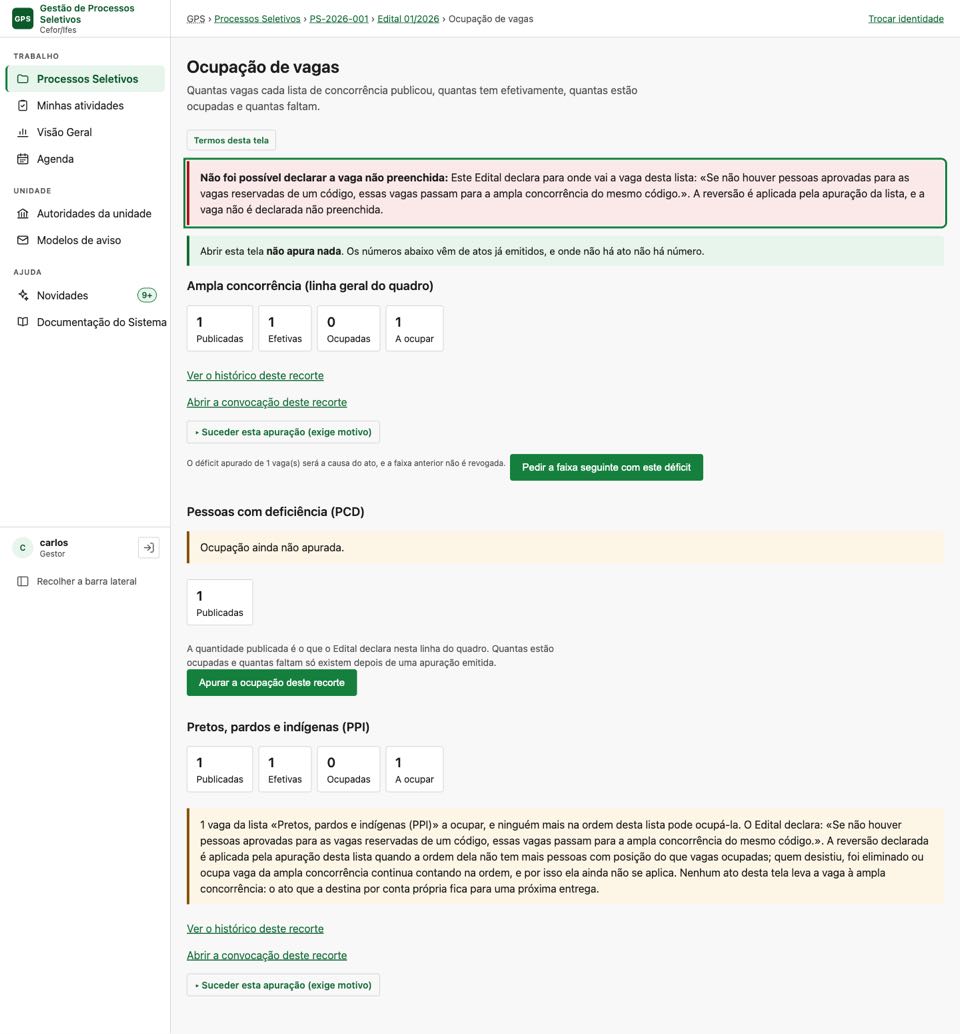 GPS
Gestão de Processos
Seletivos
Cefor/Ifes
GPS › Processos Seletivos › PS-2026-001 › Edital 01/2026 › Ocupação de vagas
Trocar identidade
TRABALHO
Processos Seletivos
Minhas atividades
Visão Geral
Agenda
UNIDADE
Autoridades da unidade
Modelos de aviso
AJUDA
Novidades
9+
Documentação do Sistema
C
carlos
Gestor
Recolher a barra lateral
Ocupação de vagas
Quantas vagas cada lista de concorrência publicou, quantas tem efetivamente, quantas estão
ocupadas e quantas faltam.
Termos desta tela
Não foi possível declarar a vaga não preenchida: Este Edital declara para onde vai a vaga desta lista: «Se não houver pessoas aprovadas para as
vagas reservadas de um código, essas vagas passam para a ampla concorrência do mesmo código.». A reversão é aplicada pela apuração da lista, e a
vaga não é declarada não preenchida.
Abrir esta tela não apura nada. Os números abaixo vêm de atos já emitidos, e onde não há ato não há número.
Ampla concorrência (linha geral do quadro)
1
Publicadas
1
Efetivas
0
Ocupadas
1
A ocupar
Ver o histórico deste recorte
Abrir a convocação deste recorte
▸ Suceder esta apuração (exige motivo)
O déficit apurado de 1 vaga(s) será a causa do ato, e a faixa anterior não é revogada.
Pedir a faixa seguinte com este déficit
Pessoas com deficiência (PCD)
Ocupação ainda não apurada.
1
Publicadas
A quantidade publicada é o que o Edital declara nesta linha do quadro. Quantas estão
ocupadas e quantas faltam só existem depois de uma apuração emitida.
Apurar a ocupação deste recorte
Pretos, pardos e indígenas (PPI)
1
Publicadas
1
Efetivas
0
Ocupadas
1
A ocupar
1 vaga da lista «Pretos, pardos e indígenas (PPI)» a ocupar, e ninguém mais na ordem desta lista pode ocupá-la. O Edital declara: «Se não houver
pessoas aprovadas para as vagas reservadas de um código, essas vagas passam para a ampla concorrência do mesmo código.». A reversão declarada
é aplicada pela apuração desta lista quando a ordem dela não tem mais pessoas com posição do que vagas ocupadas; quem desistiu, foi eliminado ou
ocupa vaga da ampla concorrência continua contando na ordem, e por isso ela ainda não se aplica. Nenhum ato desta tela leva a vaga à ampla
concorrência: o ato que a destina por conta própria fica para uma próxima entrega.
Ver o histórico deste recorte
Abrir a convocação deste recorte
▸ Suceder esta apuração (exige motivo)